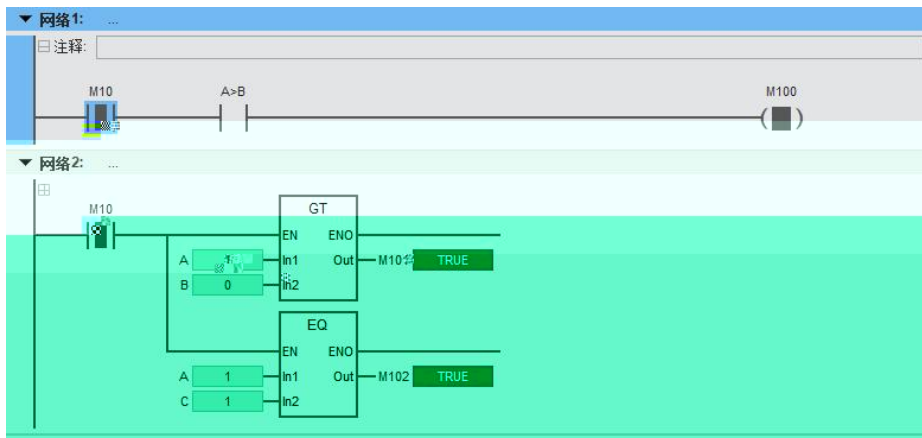 网络1: ...
注释:
M10 A>B M100
网络2: ...
M10
GT
EN ENO
A In1 Out M101 TRUE
B 0 In2
EQ
EN ENO
A 1 In1 Out M102 TRUE
C 1 In2